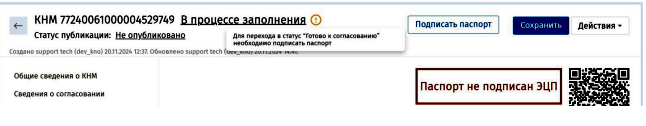 ← КНМ 77240061000004529749 В процессе заполнения
Подписать паспорт
Сохранить
Действия
Статус публикации: Не опубликовано
Для перехода в статус "Готово к согласованию"
необходимо подписать паспорт
Создано support tech (dev_kno) 20.11.2024 12:37. Обновлено support tech (dev_kno) 20.11.2024
Общие сведения о КНМ
Сведения о согласовании
Паспорт не подписан ЭЦП